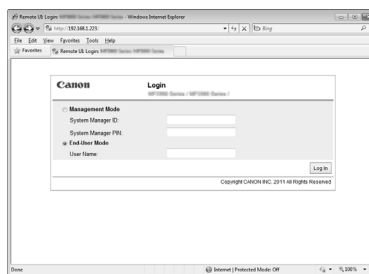 Remote UI: Login Windows Internet Explorer
http://192.168.1.223/
Bing
File Edit View Favorites Tools Help
Favorites Remote UI: Login
Canon
Login
Management Mode
System Manager ID:
System Manager PIN:
End-User Mode
User Name:
Log In
Copyright CANON INC. 2011 All Rights Reserved
Done Internet | Protected Mode: Off 100%